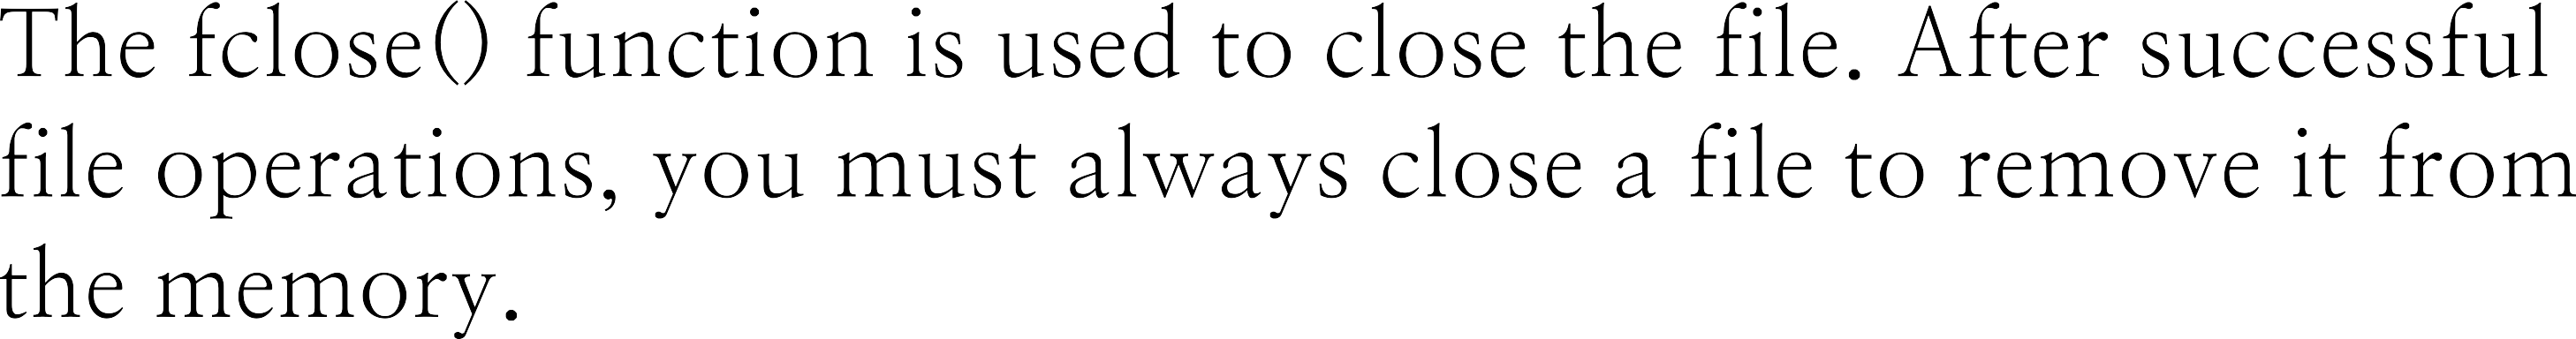 The fclose() function is used to close the file. After successful
file operations, you must always close a file to remove it from
the memory.